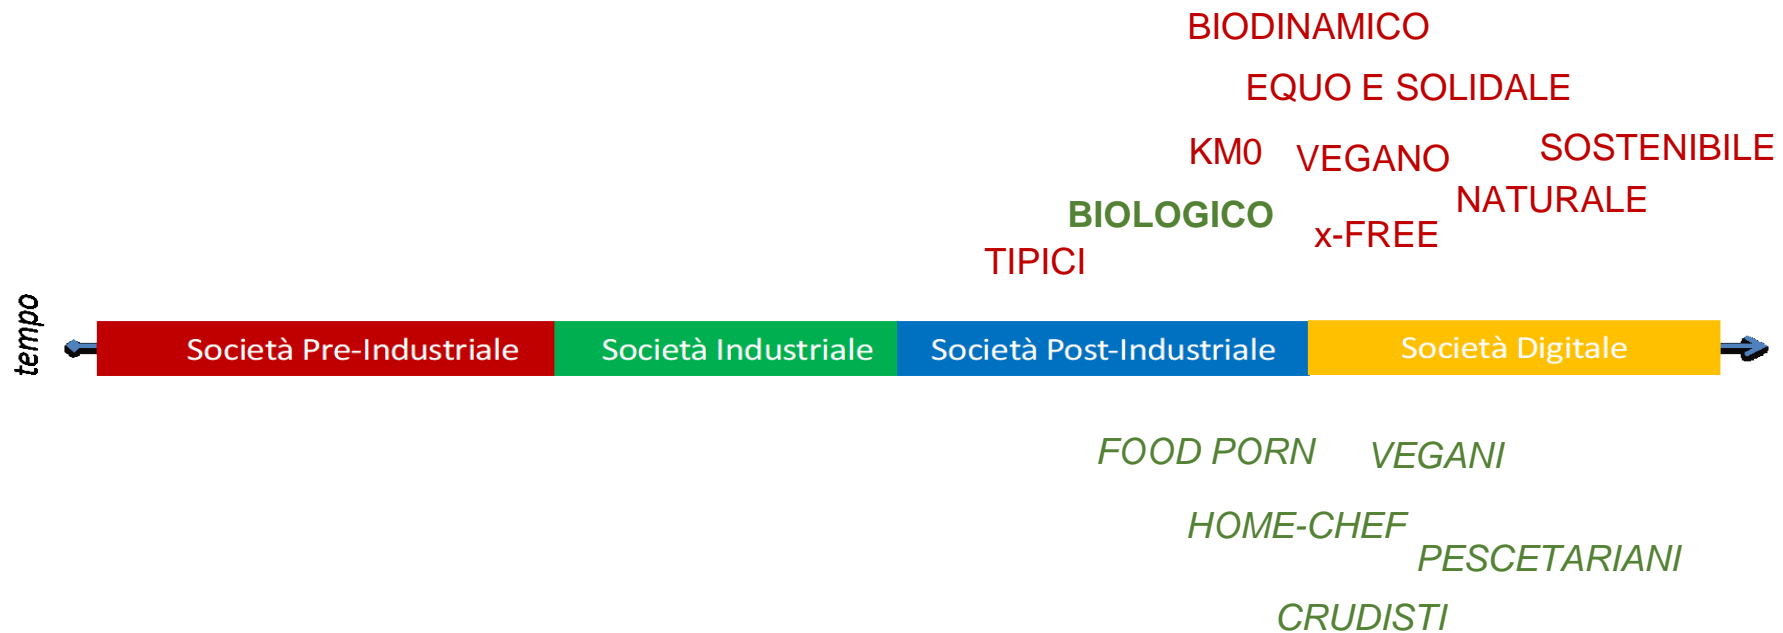 BIODINAMICO
EQUO E SOLIDALE
KM0 VEGANO SOSTENIBILE
NATURALE
BIOLOGICO
x-FREE
TIPICI
tempo
Società Pre-Industriale Società Industriale Società Post-Industriale Società Digitale
FOOD PORN VEGANI
HOME-CHEF
PESCETARIANI
CRUDISTI